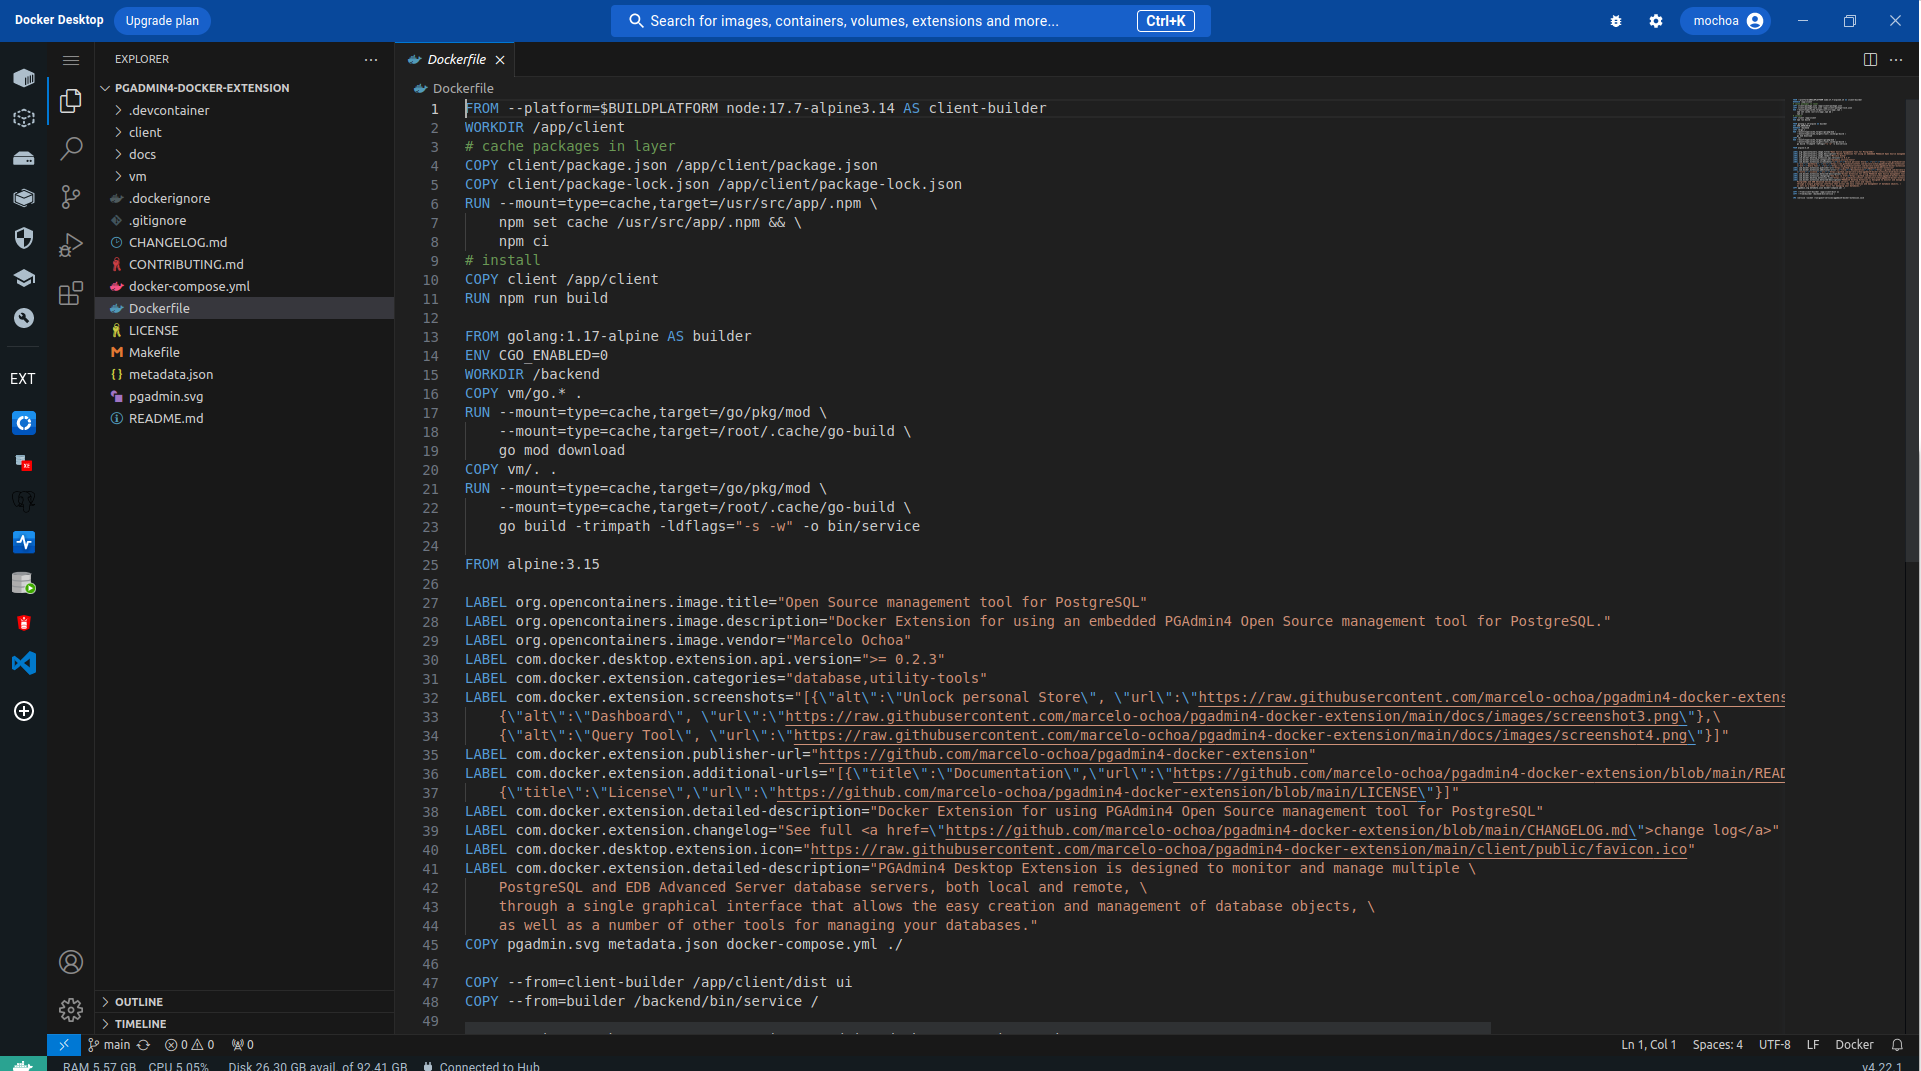 Docker Desktop Upgrade plan Search for images, containers, volumes, extensions and more... Ctrl+K mochoa
EXT
EXPLORER
PGADMIN4-DOCKER-EXTENSION
.devcontainer
client
docs
vm
.dockerignore
.gitignore
CHANGELOG.md
CONTRIBUTING.md
docker-compose.yml
Dockerfile
LICENSE
Makefile
metadata.json
pgadmin.svg
README.md
OUTLINE
TIMELINE
Dockerfile
Dockerfile
1 FROM --platform=$BUILDPLATFORM node:17.7-alpine3.14 AS client-builder
2 WORKDIR /app/client
3 # cache packages in layer
4 COPY client/package.json /app/client/package.json
5 COPY client/package-lock.json /app/client/package-lock.json
6 RUN --mount=type=cache,target=/usr/src/app/.npm \
7 npm set cache /usr/src/app/.npm && \
8 npm ci
9 # install
10 COPY client /app/client
11 RUN npm run build
12
13 FROM golang:1.17-alpine AS builder
14 ENV CGO_ENABLED=0
15 WORKDIR /backend
16 COPY vm/go.* .
17 RUN --mount=type=cache,target=/go/pkg/mod \
18 --mount=type=cache,target=/root/.cache/go-build \
19 go mod download
20 COPY vm/. .
21 RUN --mount=type=cache,target=/go/pkg/mod \
22 --mount=type=cache,target=/root/.cache/go-build \
23 go build -trimpath -ldflags="-s -w" -o bin/service
24
25 FROM alpine:3.15
26
27 LABEL org.opencontainers.image.title="Open Source management tool for PostgreSQL"
28 LABEL org.opencontainers.image.description="Docker Extension for using an embedded PGAdmin4 Open Source management tool for PostgreSQL."
29 LABEL org.opencontainers.image.vendor="Marcelo Ochoa"
30 LABEL com.docker.desktop.extension.api.version=">= 0.2.3"
31 LABEL com.docker.extension.categories="database,utility-tools"
32 LABEL com.docker.extension.screenshots="[{\"alt\":\"Unlock personal Store\", \"url\":\"https://raw.githubusercontent.com/marcelo-ochoa/pgadmin4-docker-extens
33 {\"alt\":\"Dashboard\", \"url\":\"https://raw.githubusercontent.com/marcelo-ochoa/pgadmin4-docker-extension/main/docs/images/screenshot3.png\"},\
34 {\"alt\":\"Query Tool\", \"url\":\"https://raw.githubusercontent.com/marcelo-ochoa/pgadmin4-docker-extension/main/docs/images/screenshot4.png\"}]"
35 LABEL com.docker.extension.publisher-url="https://github.com/marcelo-ochoa/pgadmin4-docker-extension"
36 LABEL com.docker.extension.additional-urls="[{\"title\":\"Documentation\",\"url\":\"https://github.com/marcelo-ochoa/pgadmin4-docker-extension/blob/main/READ
37 {\"title\":\"License\",\"url\":\"https://github.com/marcelo-ochoa/pgadmin4-docker-extension/blob/main/LICENSE\"}]"
38 LABEL com.docker.extension.detailed-description="Docker Extension for using PGAdmin4 Open Source management tool for PostgreSQL"
39 LABEL com.docker.extension.changelog="See full <a href=\"https://github.com/marcelo-ochoa/pgadmin4-docker-extension/blob/main/CHANGELOG.md\">change log</a>"
40 LABEL com.docker.desktop.extension.icon="https://raw.githubusercontent.com/marcelo-ochoa/pgadmin4-docker-extension/main/client/public/favicon.ico"
41 LABEL com.docker.extension.detailed-description="PGAdmin4 Desktop Extension is designed to monitor and manage multiple \
42 PostgreSQL and EDB Advanced Server database servers, both local and remote, \
43 through a single graphical interface that allows the easy creation and management of database objects, \
44 as well as a number of other tools for managing your databases."
45 COPY pgadmin.svg metadata.json docker-compose.yml ./
46
47 COPY --from=client-builder /app/client/dist ui
48 COPY --from=builder /backend/bin/service /
49
main 0 0 0 Ln 1, Col 1 Spaces: 4 UTF-8 LF Docker
RAM 5.57 GB CPU 5.05% Disk 26.30 GB avail. of 92.41 GB Connected to Hub v4.22.1